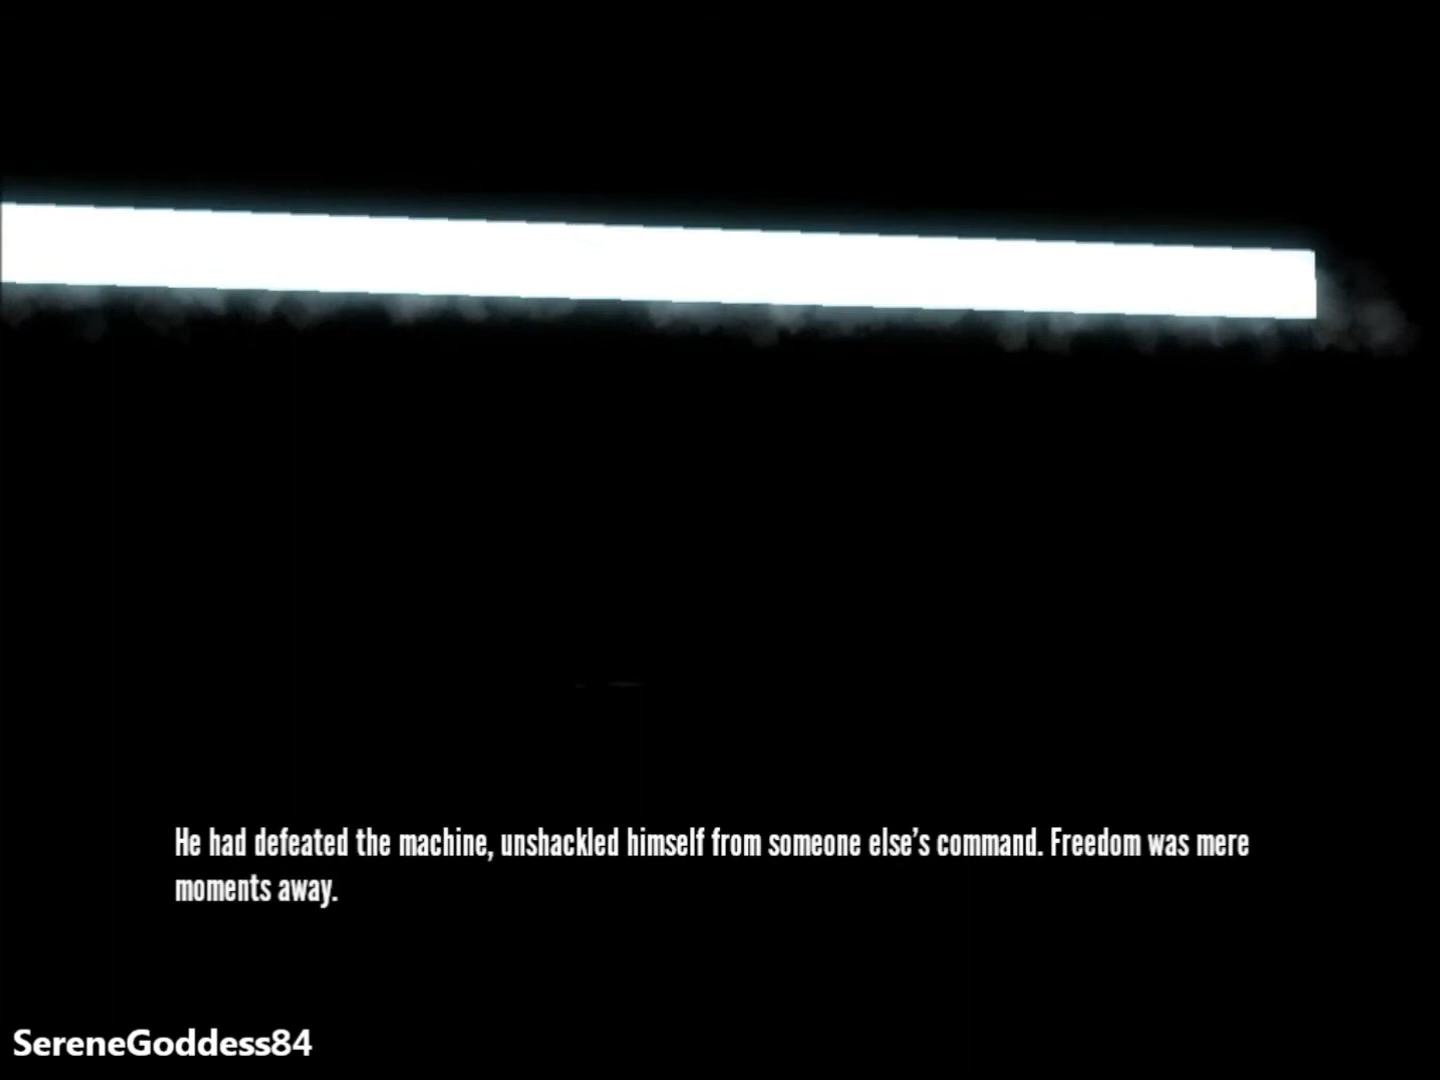 He had defeated the machine, unshackled himself from someone else's command. Freedom was mere
moments away.
SereneGoddess84